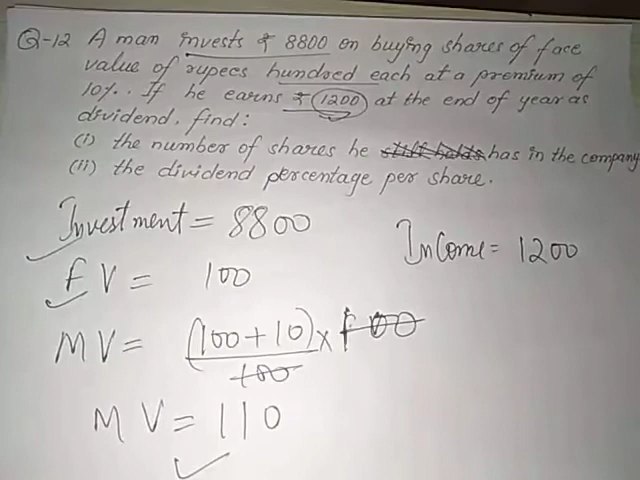 Q-12 A man invests ₹ 8800 on buying shares of face
value of rupees hundred each at a premium of
10%. If he earns ₹ 1200 at the end of year as
dividend, find:
(i) the number of shares he still holds has in the company
(ii) the dividend percentage per share.
Investment = 8800
Income = 1200
FV = 100
MV = (100+10)/100 × 100
MV = 110